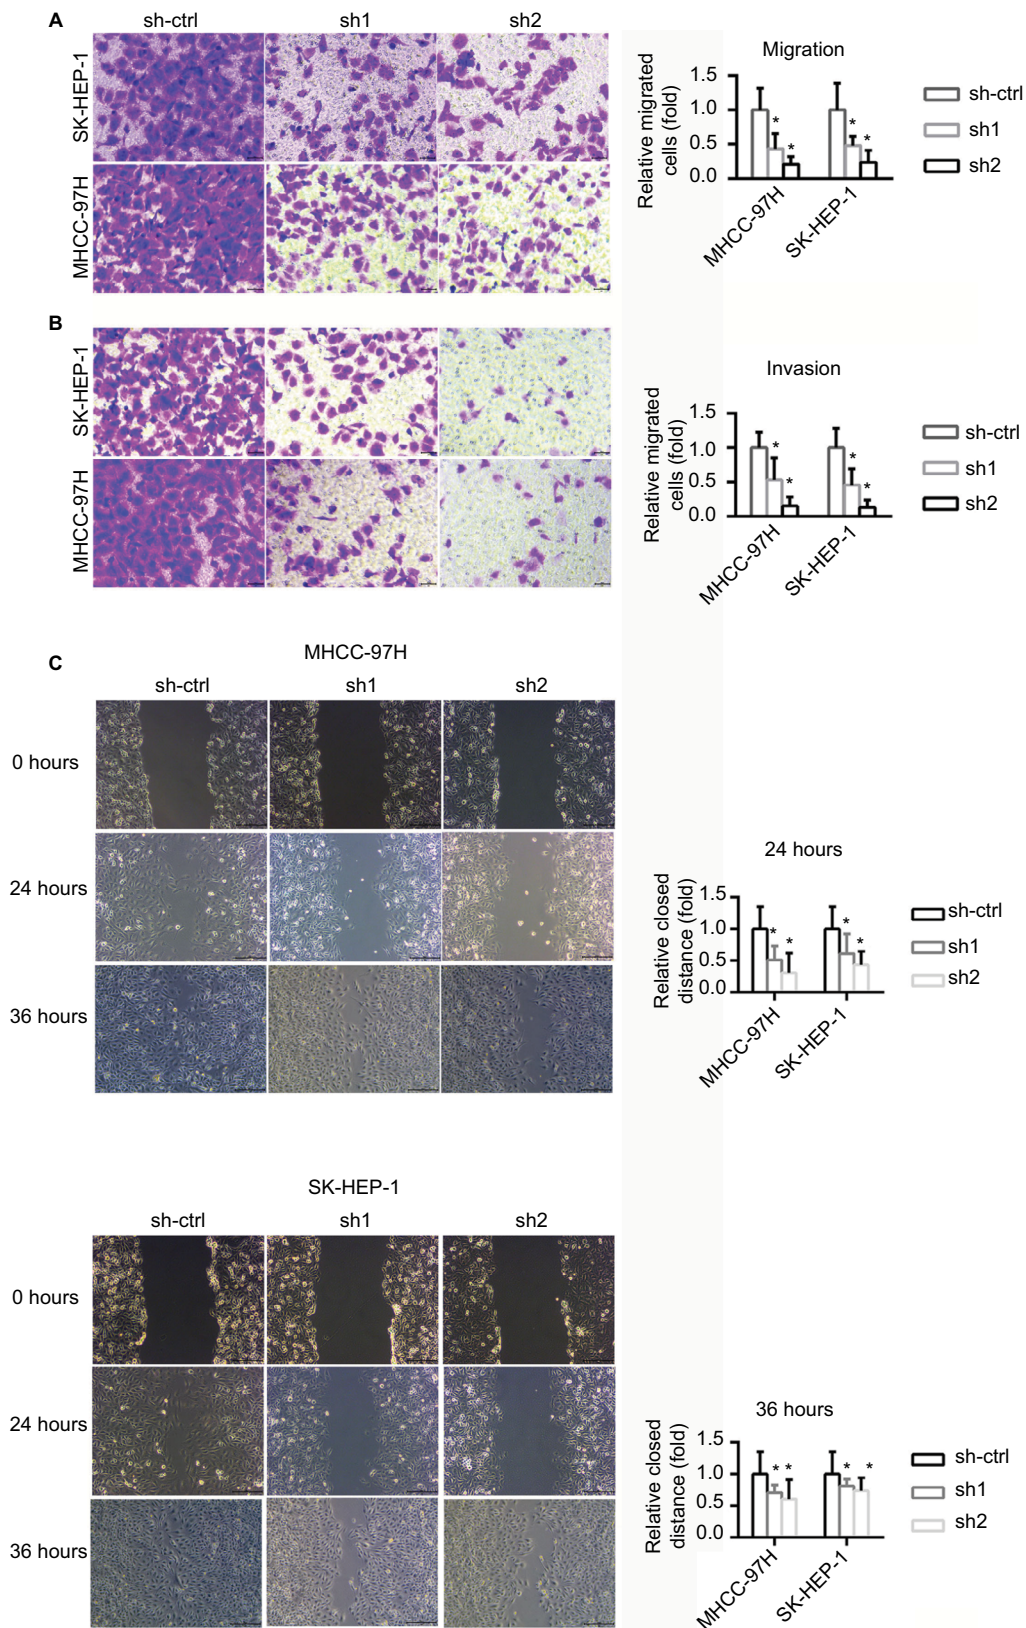 A
sh-ctrl
sh1
sh2
SK-HEP-1
MHCC-97H
Migration
Relative migrated
cells (fold)
1.5
1.0
0.5
0.0
*
*
*
*
MHCC-97H
SK-HEP-1
sh-ctrl
sh1
sh2
B
SK-HEP-1
MHCC-97H
Invasion
Relative migrated
cells (fold)
1.5
1.0
0.5
0.0
*
*
*
*
MHCC-97H
SK-HEP-1
sh-ctrl
sh1
sh2
C
MHCC-97H
sh-ctrl
sh1
sh2
0 hours
24 hours
36 hours
24 hours
Relative closed
distance (fold)
1.5
1.0
0.5
0.0
*
*
*
*
MHCC-97H
SK-HEP-1
sh-ctrl
sh1
sh2
SK-HEP-1
sh-ctrl
sh1
sh2
0 hours
24 hours
36 hours
36 hours
Relative closed
distance (fold)
1.5
1.0
0.5
0.0
*
*
*
*
MHCC-97H
SK-HEP-1
sh-ctrl
sh1
sh2